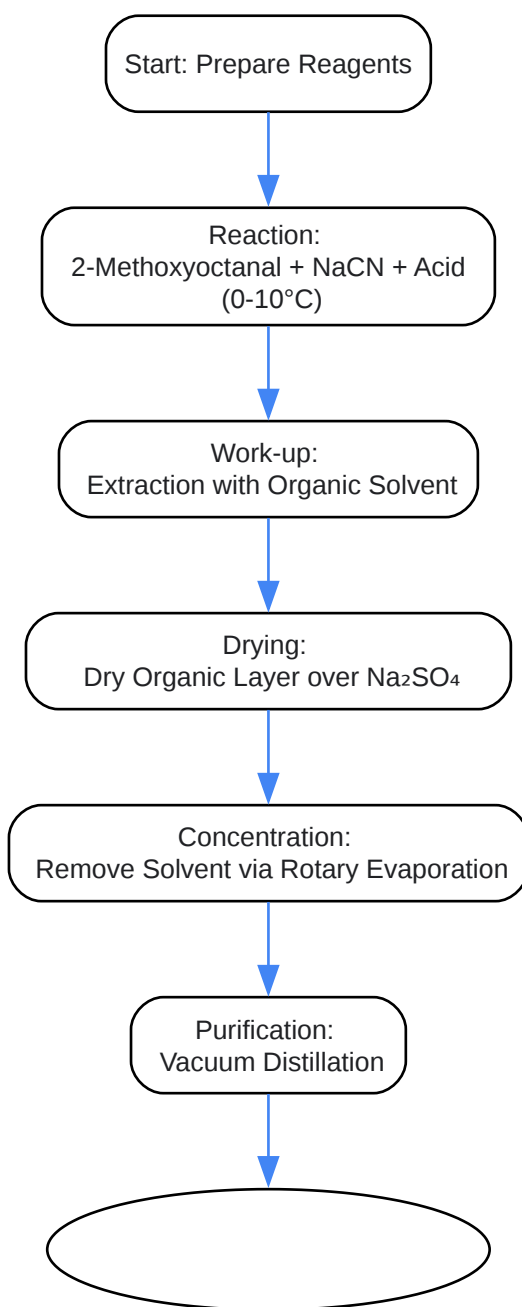 Start: Prepare Reagents
Reaction:
2-Methoxyoctanal + NaCN + Acid
(0-10°C)
Work-up:
Extraction with Organic Solvent
Drying:
Dry Organic Layer over Na₂SO₄
Concentration:
Remove Solvent via Rotary Evaporation
Purification:
Vacuum Distillation